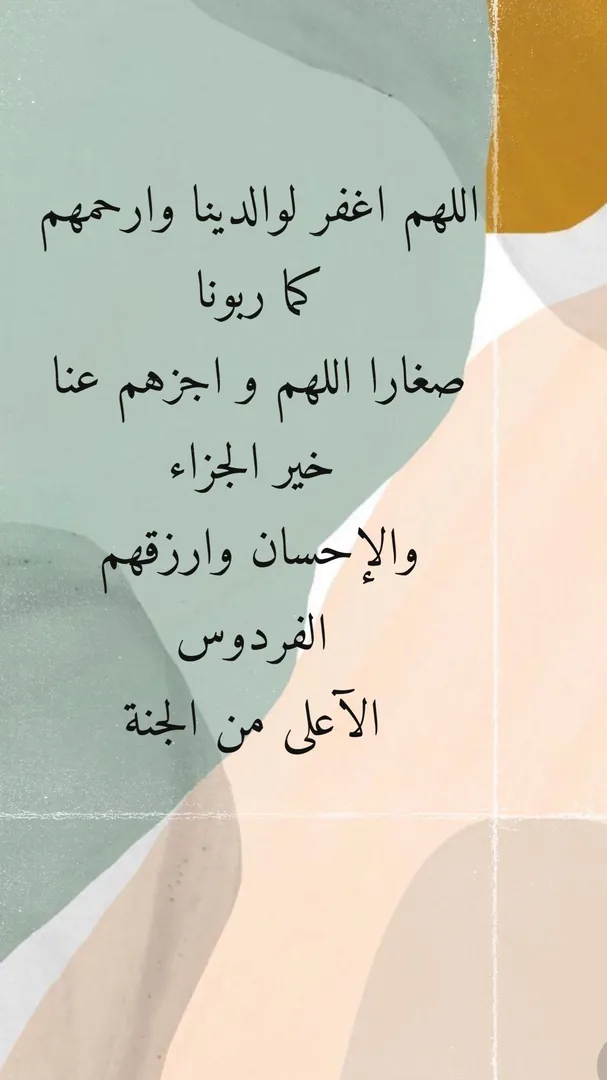 اللهم اغفر لوالدينا وارحمهم
كما ربونا
صغارا اللهم و اجزهم عنا
خير الجزاء
والإحسان وارزقهم
الفردوس
الآعلى من الجنة